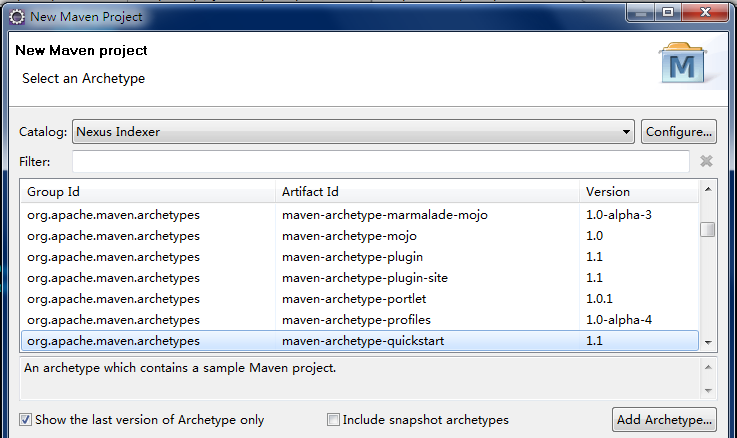 New Maven Project
New Maven project
Select an Archetype
M
Catalog: Nexus Indexer Configure...
Filter:
Group Id Artifact Id Version
org.apache.maven.archetypes maven-archetype-marmalade-mojo 1.0-alpha-3
org.apache.maven.archetypes maven-archetype-mojo 1.0
org.apache.maven.archetypes maven-archetype-plugin 1.1
org.apache.maven.archetypes maven-archetype-plugin-site 1.1
org.apache.maven.archetypes maven-archetype-portlet 1.0.1
org.apache.maven.archetypes maven-archetype-profiles 1.0-alpha-4
org.apache.maven.archetypes maven-archetype-quickstart 1.1
An archetype which contains a sample Maven project.
Show the last version of Archetype only Include snapshot archetypes Add Archetype...